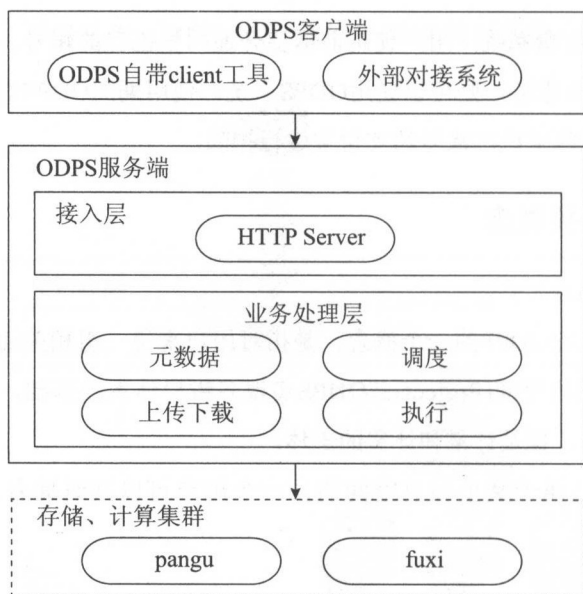 ODPS客户端
ODPS自带client工具 外部对接系统
ODPS服务端
接入层
HTTP Server
业务处理层
元数据 调度
上传下载 执行
存储、计算集群
pangu fuxi